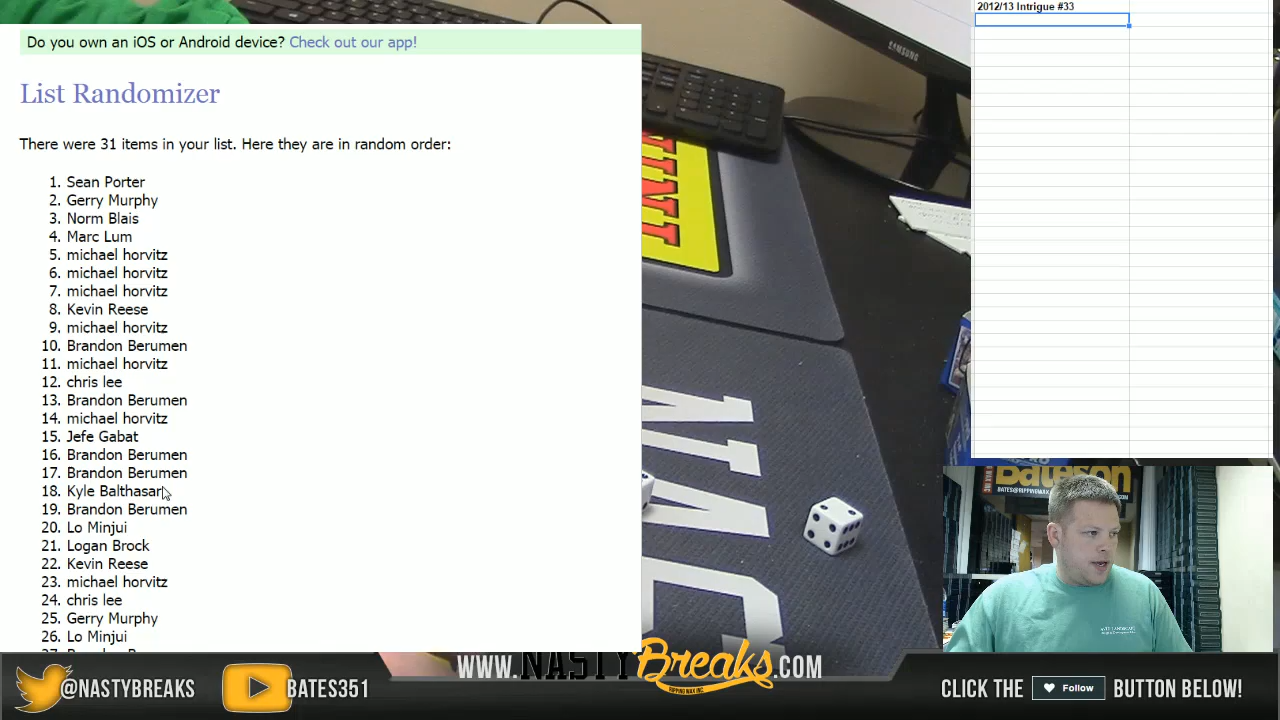 2012/13 Intrigue #33
Do you own an iOS or Android device? Check out our app!
SAMSUNG
List Randomizer
There were 31 items in your list. Here they are in random order:
1. Sean Porter
2. Gerry Murphy
3. Norm Blais
4. Marc Lum
5. michael horvitz
6. michael horvitz
7. michael horvitz
8. Kevin Reese
9. michael horvitz
10. Brandon Berumen
11. michael horvitz
12. chris lee
13. Brandon Berumen
14. michael horvitz
15. Jefe Gabat
16. Brandon Berumen
17. Brandon Berumen
18. Kyle Balthasar
19. Brandon Berumen
20. Lo Minjui
21. Logan Brock
22. Kevin Reese
23. michael horvitz
24. chris lee
25. Gerry Murphy
26. Lo Minjui
Bateson
WWW.NASTYBreaks.COM
RIPPING WAX INC.
@NASTYBREAKS
BATES351
CLICK THE Follow BUTTON BELOW!